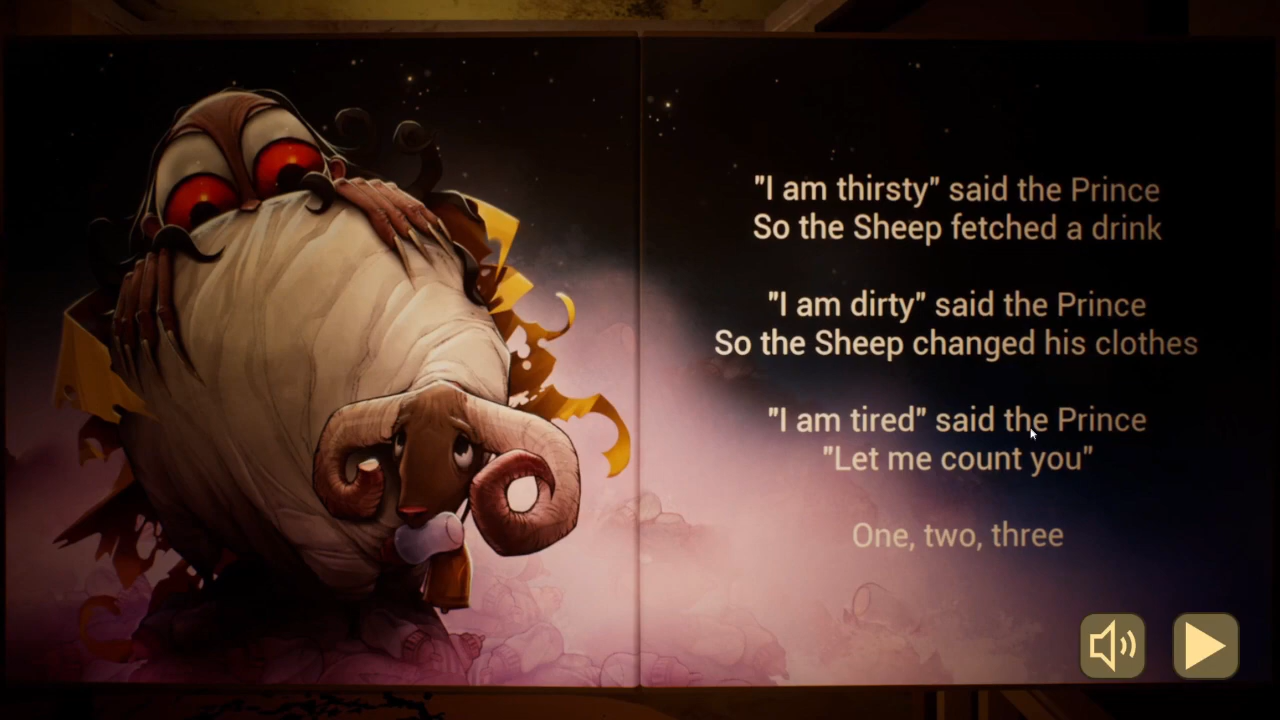 "I am thirsty" said the Prince
So the Sheep fetched a drink
"I am dirty" said the Prince
So the Sheep changed his clothes
"I am tired" said the Prince
"Let me count you"
One, two, three